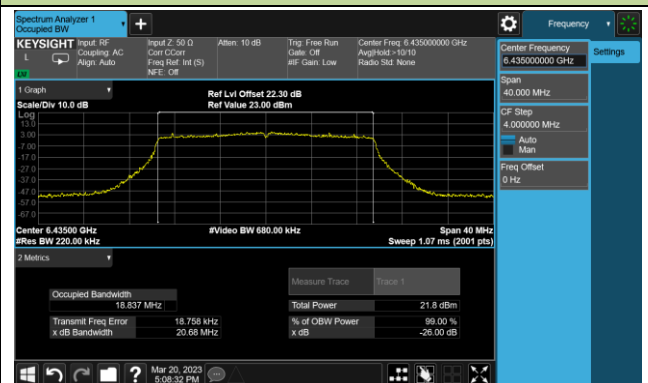 Spectrum Analyzer 1
Occupied BW
Frequency
KEYSIGHT
L
Input: RF
Coupling: AC
Align: Auto
Input Z: 50 Ω
Corr CCorr
Freq Ref: Int (S)
NFE: Off
Atten: 10 dB
Trig: Free Run
Gate: Off
#IF Gain: Low
Center Freq: 6.435000000 GHz
Avg|Hold:>10/10
Radio Std: None
Center Frequency
6.435000000 GHz
Settings
Span
40.000 MHz
CF Step
4.000000 MHz
Auto
Man
Freq Offset
0 Hz
1 Graph
Scale/Div 10.0 dB
Ref Lvl Offset 22.30 dB
Ref Value 23.00 dBm
Log
13.0
3.00
-7.00
-17.0
-27.0
-37.0
-47.0
-57.0
-67.0
Center 6.43500 GHz
#Res BW 220.00 kHz
#Video BW 680.00 kHz
Span 40 MHz
Sweep 1.07 ms (2001 pts)
2 Metrics
Measure Trace
Trace 1
Occupied Bandwidth
18.837 MHz
Total Power
21.8 dBm
Transmit Freq Error
18.758 kHz
% of OBW Power
99.00 %
x dB Bandwidth
20.68 MHz
x dB
-26.00 dB
Mar 20, 2023
5:08:32 PM